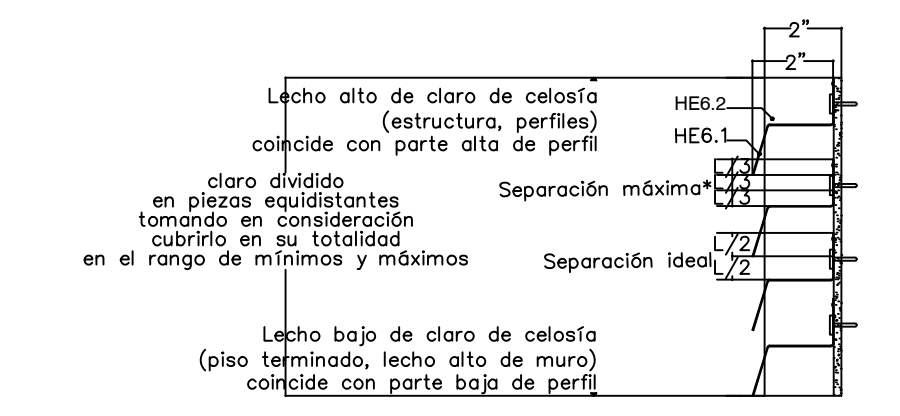 2”
2”
Lecho alto de claro de celosía
(estructura, perfiles)
coincide con parte alta de perfil
HE6.2
HE6.1
claro dividido
en piezas equidistantes
tomando en consideración
cubrirlo en su totalidad
en el rango de mínimos y máximos
Separación máxima*
L/3
L/3
L/3
Separación ideal
L/2
L/2
Lecho bajo de claro de celosía
(piso terminado, lecho alto de muro)
coincide con parte baja de perfil